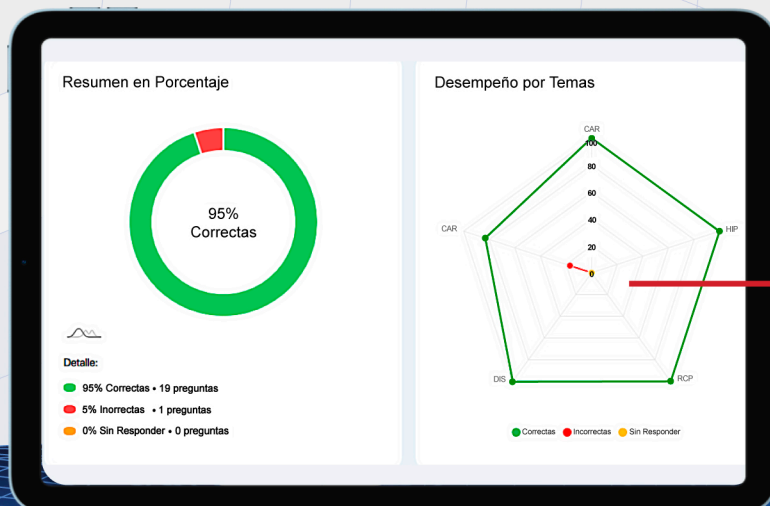 Resumen en Porcentaje
95%
Correctas
Detalle:
95% Correctas • 19 preguntas
5% Inorrectas • 1 preguntas
0% Sin Responder • 0 preguntas
Desempeño por Temas
CAR
100
80
60
40
20
0
CAR
HIP
DIS
RCP
Correctas
Incorrectas
Sin Responder